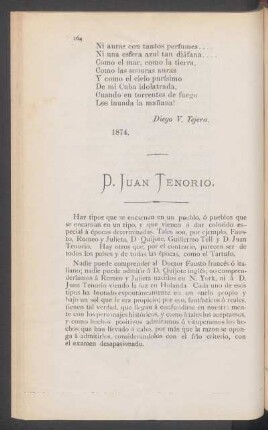 164
Ni auras con tantos perfumes....
Ni una esfera azul tan diáfana....
Como el mar, como la tierra,
Como las sonoras auras
Y como el cielo purísimo
De mi Cuba idolatrada,
Cuando en torrentes de fuego
Los inunda la mañana!
Diego V. Tejera.
1874.
D. JUAN TENORIO.
Hay tipos que se encarnan en un pueblo, ó pueblos que
se encarnan en un tipo, y que vienen á dar colorido es-
pecial á épocas determinadas. Tales son, por ejemplo, Faus-
to, Romeo y Julieta, D. Quijote, Guillermo Tell y D. Juan
Tenorio. Hay otros que, por el contrario, parecen ser de
todos los países y de todas las épocas, como el Tartufo.
Nadie puede comprender el Doctor Fausto francés ó ita-
liano; nadie puede admitir á D. Quijote inglés; no comprenderíamos
á Romeo y Julieta nacidos en N. York, ni á D.
Juan Tenorio viendo la luz en Holanda. Cada uno de esos
tipos ha brotado espontáneamente en un suelo propio y
bajo un sol que le era propicio; por eso, fantásticos ó reales,
tienen tal verdad, que llegan á confundirse en nuestra men-
te con los personajes históricos, y como á tales los aceptamos,
y como hechos positivos admitimos ó vituperamos los he-
chos que han llevado á cabo, por más que la razon se opon-
ga á admitirlos, considerándolos con el frio criterio, con
el exámen desapasionado.